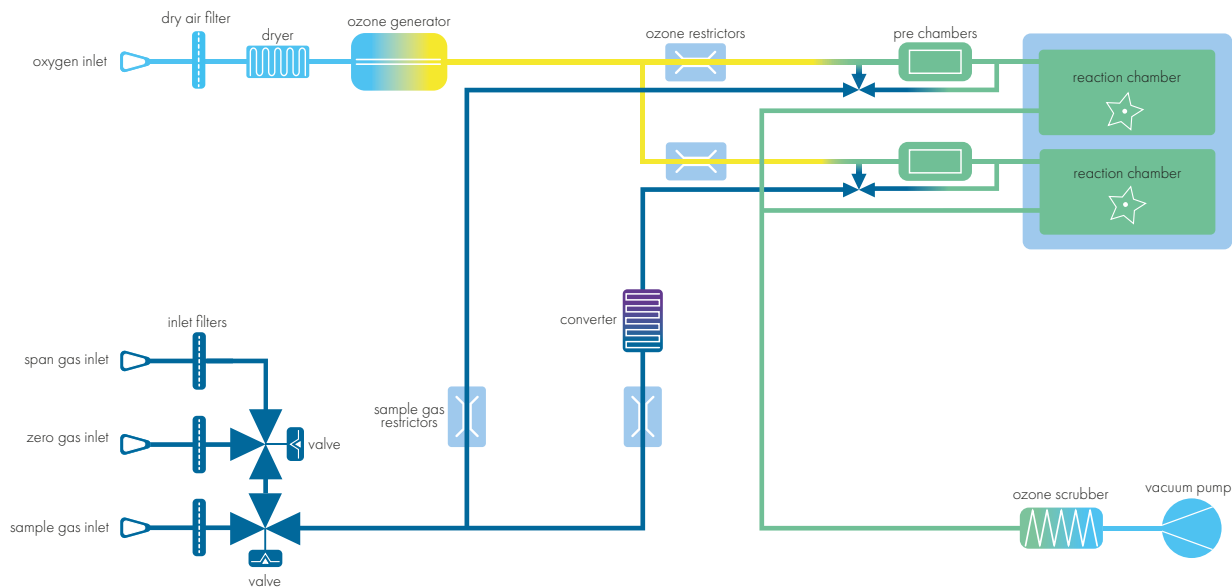 dry air filter
dryer
ozone generator
ozone restrictors
pre chambers
oxygen inlet
reaction chamber
reaction chamber
inlet filters
converter
span gas inlet
sample gas
restrictors
zero gas inlet
valve
sample gas inlet
ozone scrubber
vacuum pump
valve